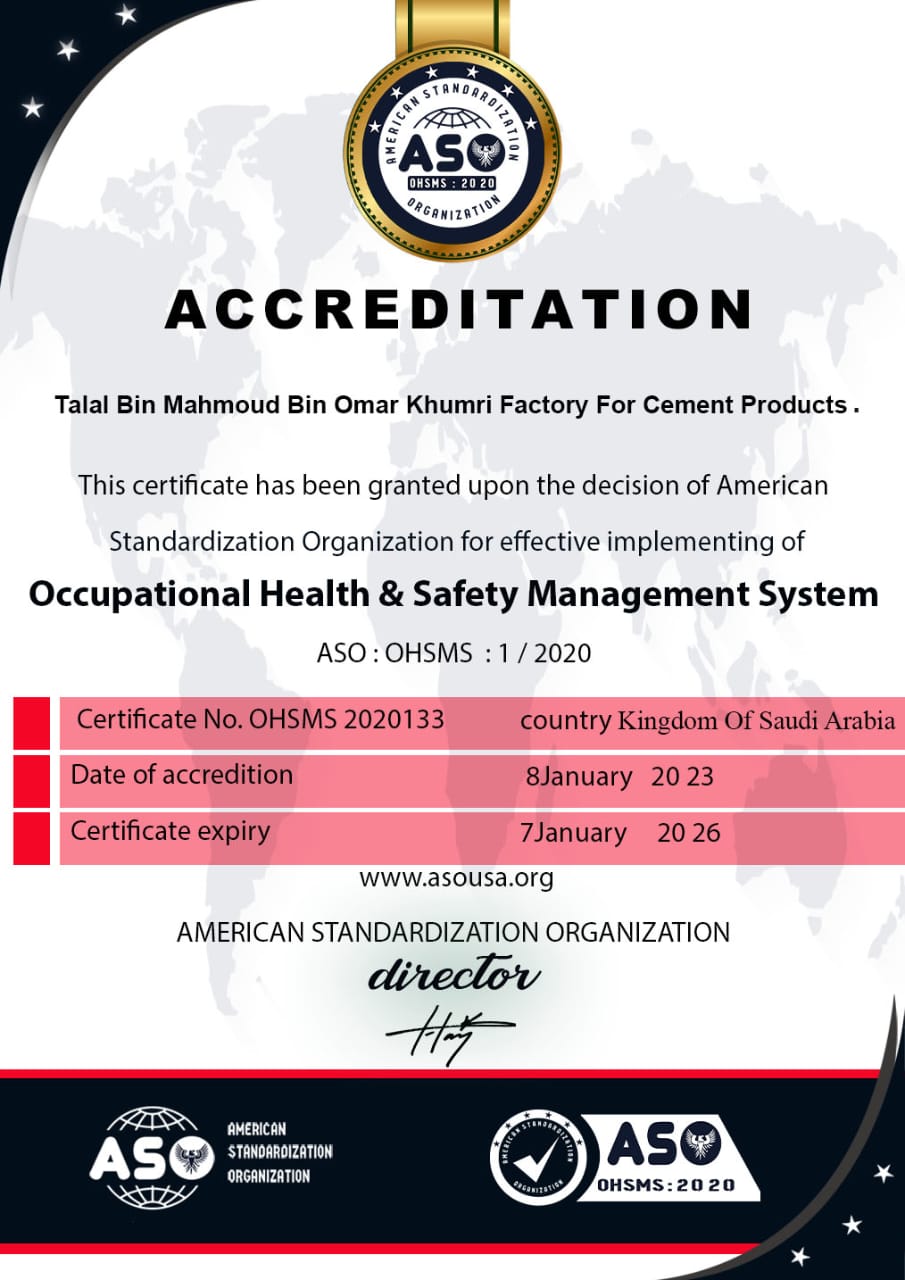 AMERICAN STANDARDIZATION
ASO
OHSMS : 20 20
ORGANIZATION
ACCREDITATION
Talal Bin Mahmoud Bin Omar Khumri Factory For Cement Products .
This certificate has been granted upon the decision of American
Standardization Organization for effective implementing of
Occupational Health & Safety Management System
ASO : OHSMS : 1 / 2020
Certificate No. OHSMS 2020133 country Kingdom Of Saudi Arabia
Date of accredition 8January 20 23
Certificate expiry 7January 20 26
www.asousa.org
AMERICAN STANDARDIZATION ORGANIZATION
director
ASO
AMERICAN
STANDARDIZATION
ORGANIZATION
AMERICAN STANDARDIZATION
ORGANIZATION
ASO
OHSMS:2020